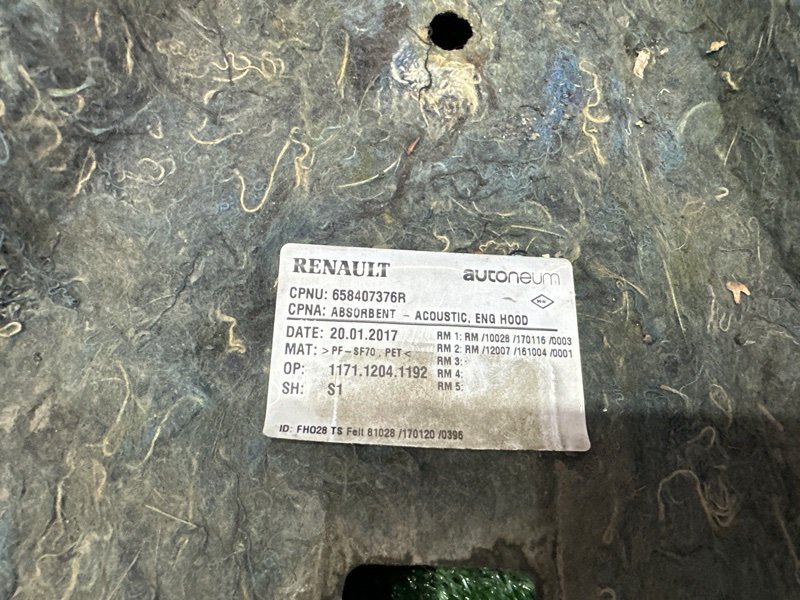 RENAULT autoneum
CPNU: 658407376R
CPNA: ABSORBENT - ACOUSTIC, ENG HOOD
DATE: 20.01.2017 RM 1: RM /10028 /170116 /0003
MAT: >PF-SF70 , PET< RM 2: RM /12007 /161004 /0001
RM 3:
OP: 1171.1204.1192 RM 4:
SH: S1 RM 5:
ID: FH028 TS Felt 81028 /170120 /0396